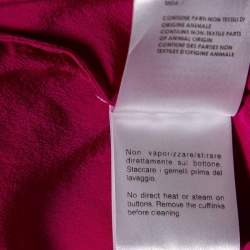 CONTIENE PARTI NON TESSILI DI
ORIGINE ANIMALE
CONTAINS NON-TEXTILE PARTS
OF ANIMAL ORIGIN
CONTIENT DES PARTIES NON
TEXTILES D'ORIGINE ANIMALE
Non vaporizzare/stirare
direttamente sul bottone.
Staccare i gemelli prima del
lavaggio.
No direct heat or steam on
buttons. Remove the cufflinks
before cleaning.